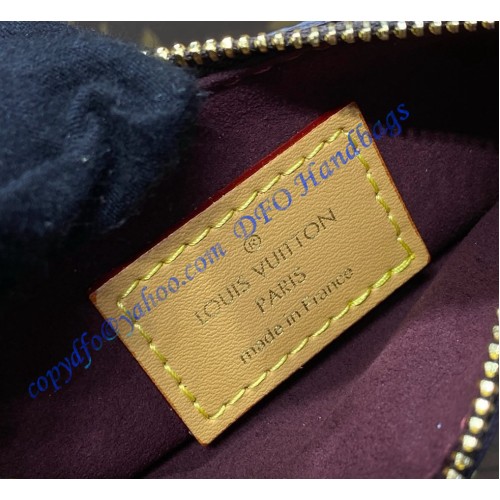 ®
LOUIS VUITTON
PARIS
made in France
copydfo@yahoo.com DFO Handbags